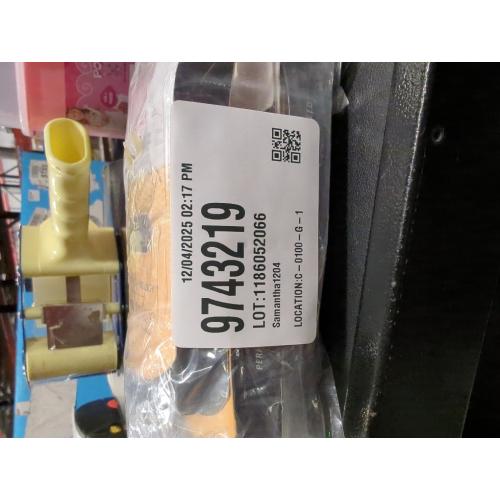 12/04/2025 02:17 PM
9743219
LOT:1186052066
Samantha1204
LOCATION:C - 0100 - G - 1